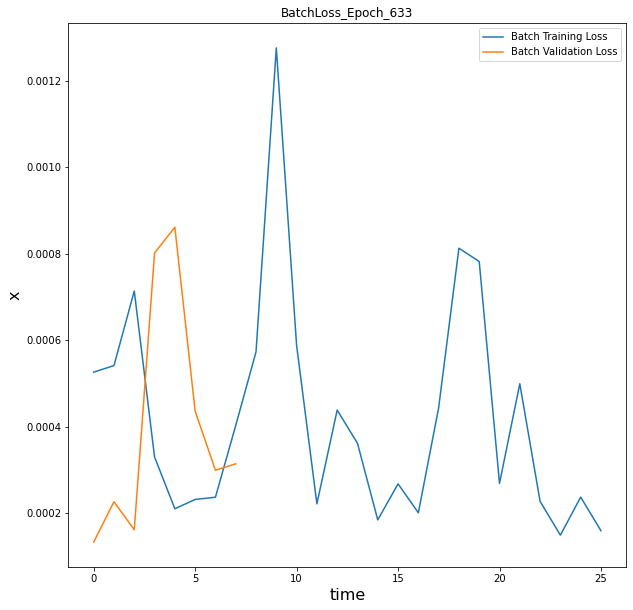 BatchLoss_Epoch_633
Batch Training Loss
Batch Validation Loss
0.0012
0.0010
0.0008
0.0006
0.0004
0.0002
x
0 5 10 15 20 25
time